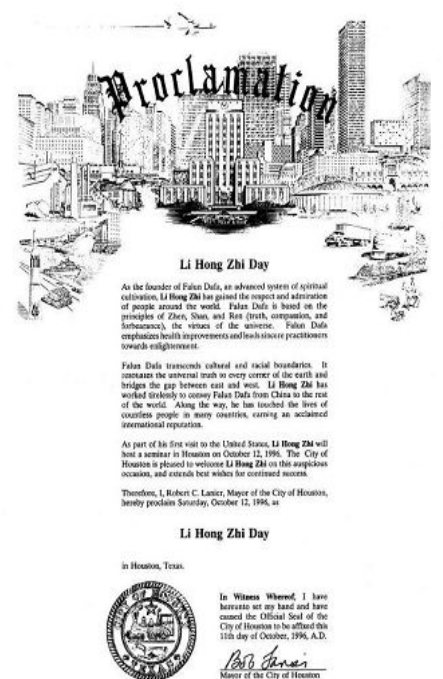 Proclamation
Li Hong Zhi Day
As the founder of Falun Dafa, an advanced system of spiritual
cultivation, Li Hong Zhi has gained the respect and admiration
of people around the world. Falun Dafa is based on the
principles of Zhen, Shan, and Ren (truth, compassion, and
forbearance), the virtues of the universe. Falun Dafa
emphasizes health improvements and leads sincere practitioners
towards enlightenment.
Falun Dafa transcends cultural and racial boundaries. It
resonates the universal truth to every corner of the earth and
bridges the gap between east and west. Li Hong Zhi has
worked tirelessly to convey Falun Dafa from China to the rest
of the world. Along the way, he has touched the lives of
countless people in many countries, earning an acclaimed
international reputation.
As part of his first visit to the United States, Li Hong Zhi will
host a seminar in Houston on October 12, 1996. The City of
Houston is pleased to welcome Li Hong Zhi on this auspicious
occasion, and extends best wishes for continued success.
Therefore, I, Robert C. Lanier, Mayor of the City of Houston,
hereby proclaim Saturday, October 12, 1996, as
Li Hong Zhi Day
in Houston, Texas.
In Witness Whereof, I have
hereunto set my hand and have
caused the Official Seal of the
City of Houston to be affixed this
11th day of October, 1996, A.D.
Bob Lanier
Mayor of the City of Houston